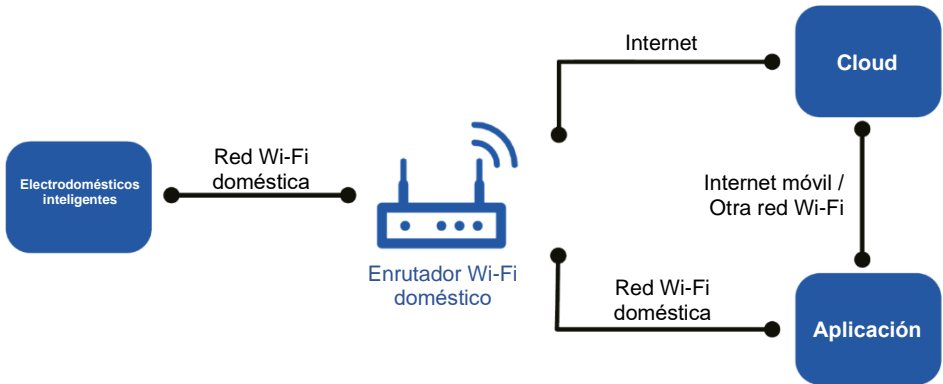 Internet
Cloud
Electrodomésticos
inteligentes
Red Wi-Fi
doméstica
Enrutador Wi-Fi
doméstico
Internet móvil /
Otra red Wi-Fi
Red Wi-Fi
doméstica
Aplicación